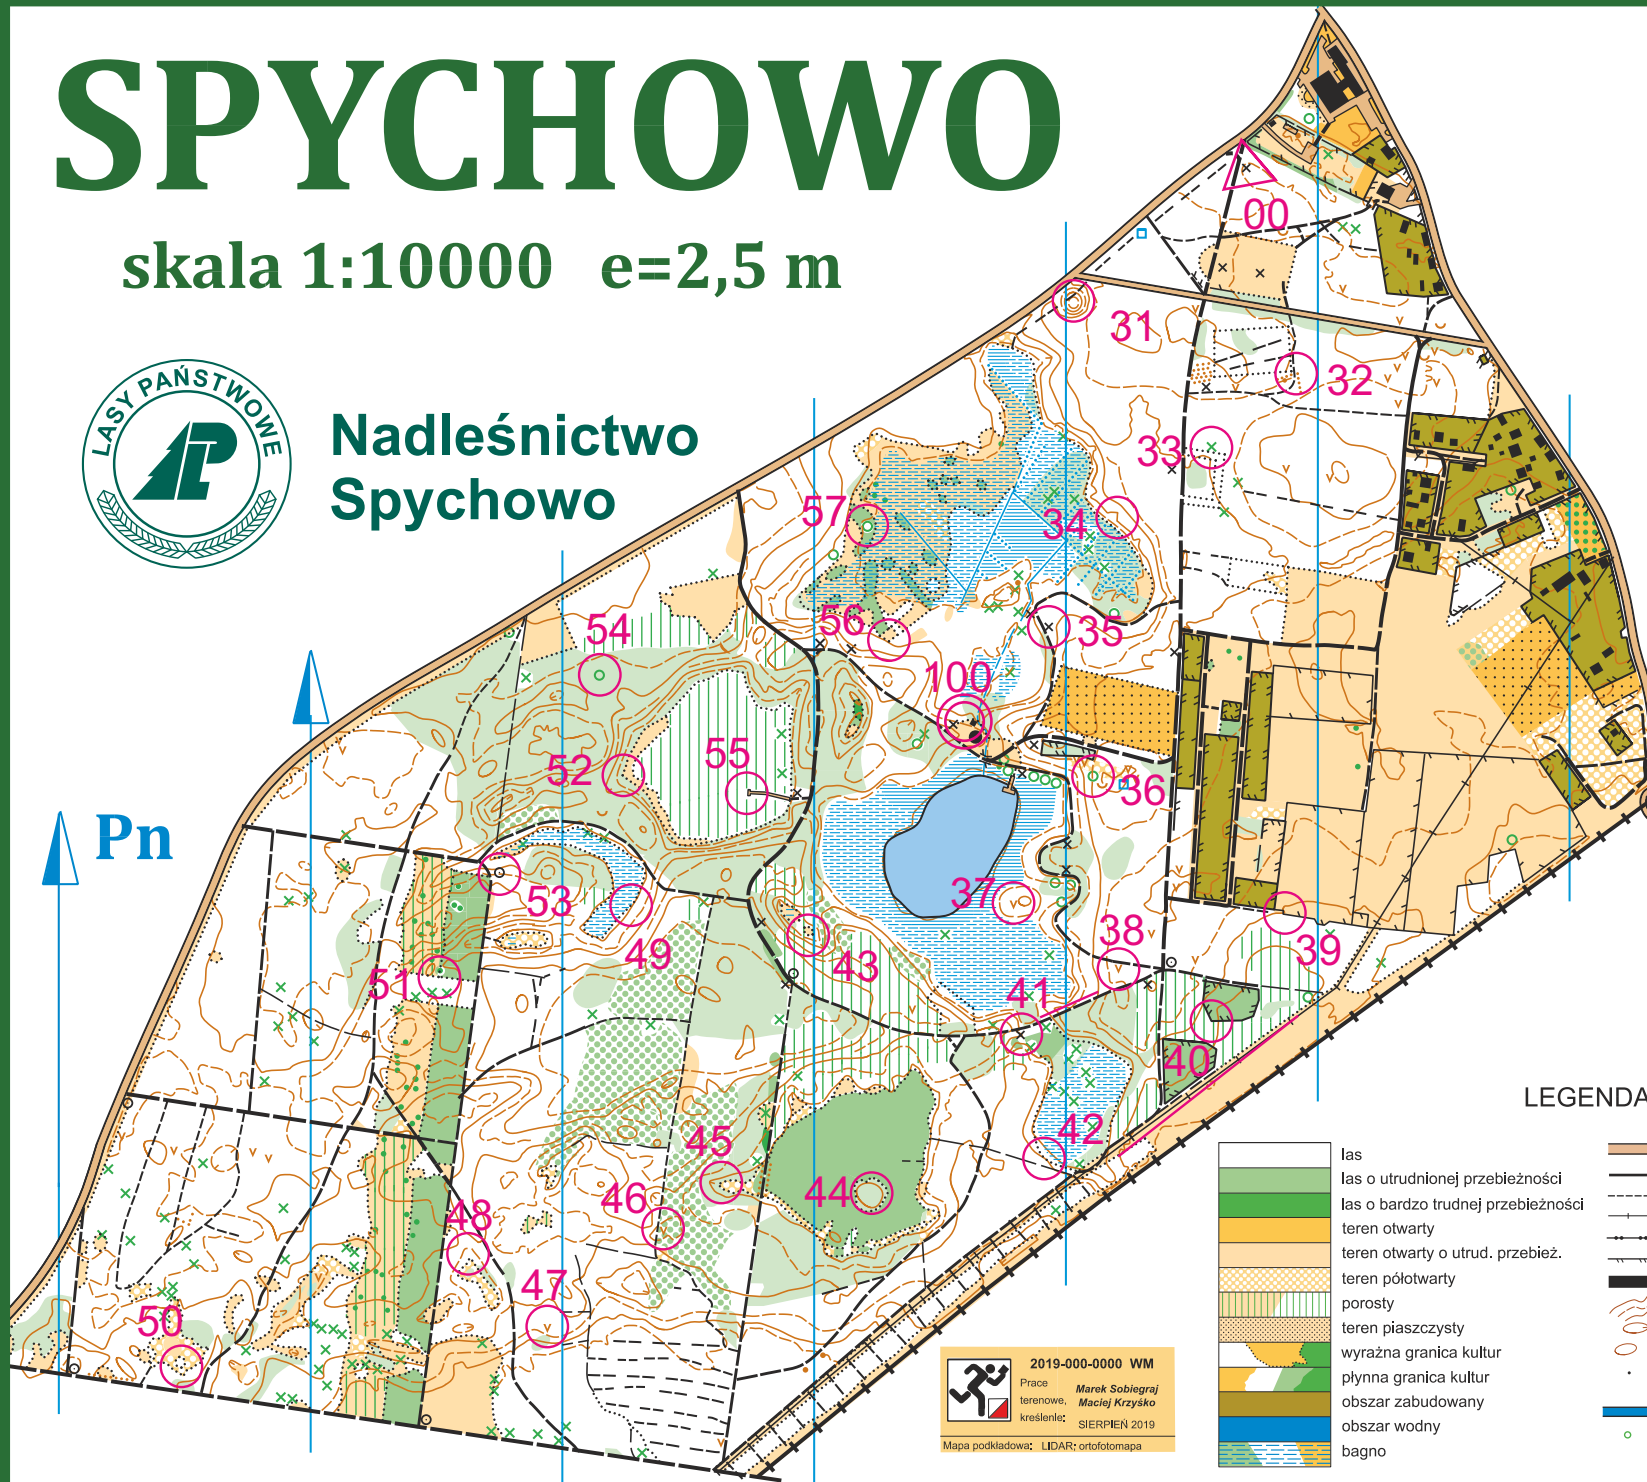 SPYCHOWO
skala 1:10000 e=2,5 m
LASY PAŃSTWOWE
Nadleśnictwo
Spychowo
Pn
00
31
32
33
34
57
56
35
54
100
55
52
36
53
37
49
38
39
43
51
41
40
42
45
44
46
48
47
50
2019-000-0000 WM
Prace
terenowe,
kreślenie:
Marek Sobiegraj
Maciej Krzyśko
SIERPIEŃ 2019
Mapa podkładowa: LIDAR; ortofotomapa
LEGENDA
las
las o utrudnionej przebieżności
las o bardzo trudnej przebieżności
teren otwarty
teren otwarty o utrud. przebież.
teren półotwarty
porosty
teren piaszczysty
wyraźna granica kultur
płynna granica kultur
obszar zabudowany
obszar wodny
bagno